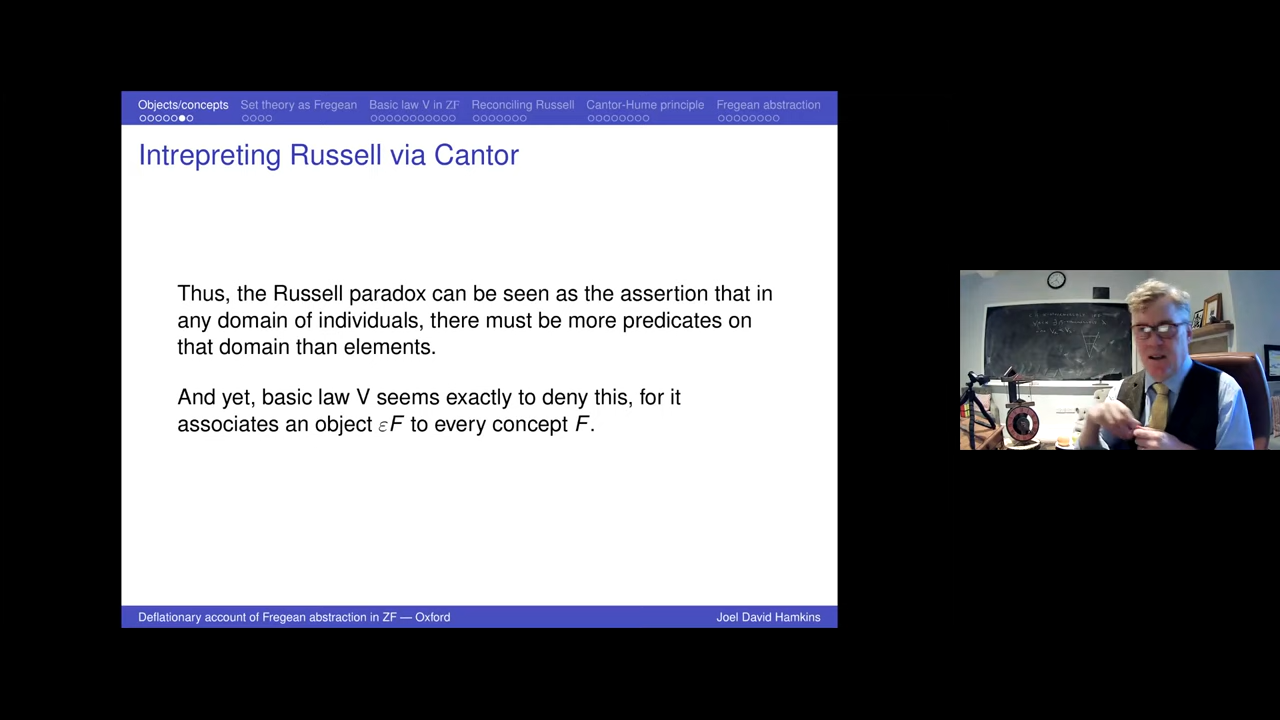 Objects/concepts Set theory as Fregean Basic law V in ZF Reconciling Russell Cantor-Hume principle Fregean abstraction
Intrepreting Russell via Cantor
Thus, the Russell paradox can be seen as the assertion that in
any domain of individuals, there must be more predicates on
that domain than elements.
And yet, basic law V seems exactly to deny this, for it
associates an object εF to every concept F.
Deflationary account of Fregean abstraction in ZF — Oxford Joel David Hamkins